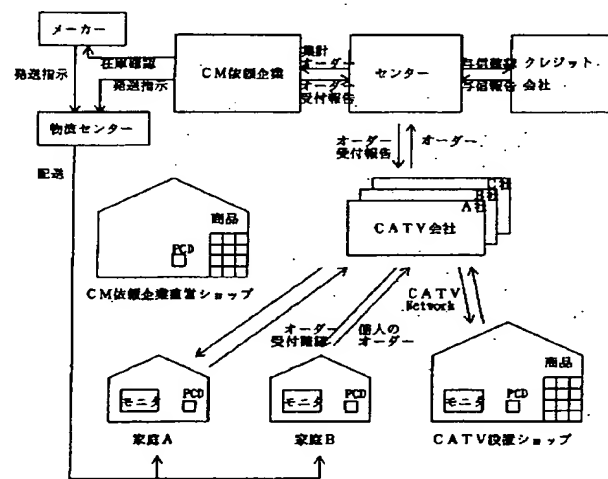 メーカー
発送指示
在庫確認
発送指示
CM依頼企業
集計
オーダー
オーダー
受付報告
センター
与信確認
与信報告
クレジット
会社
物流センター
配送
オーダー
受付報告
オーダー
C社
B社
A社
CATV会社
商品
PCD
CM依頼企業直営ショップ
オーダー
受付確認
個人の
オーダー
CATV
Network
モニタ
PCD
家庭A
モニタ
PCD
家庭B
商品
モニタ
PCD
CATV設置ショップ